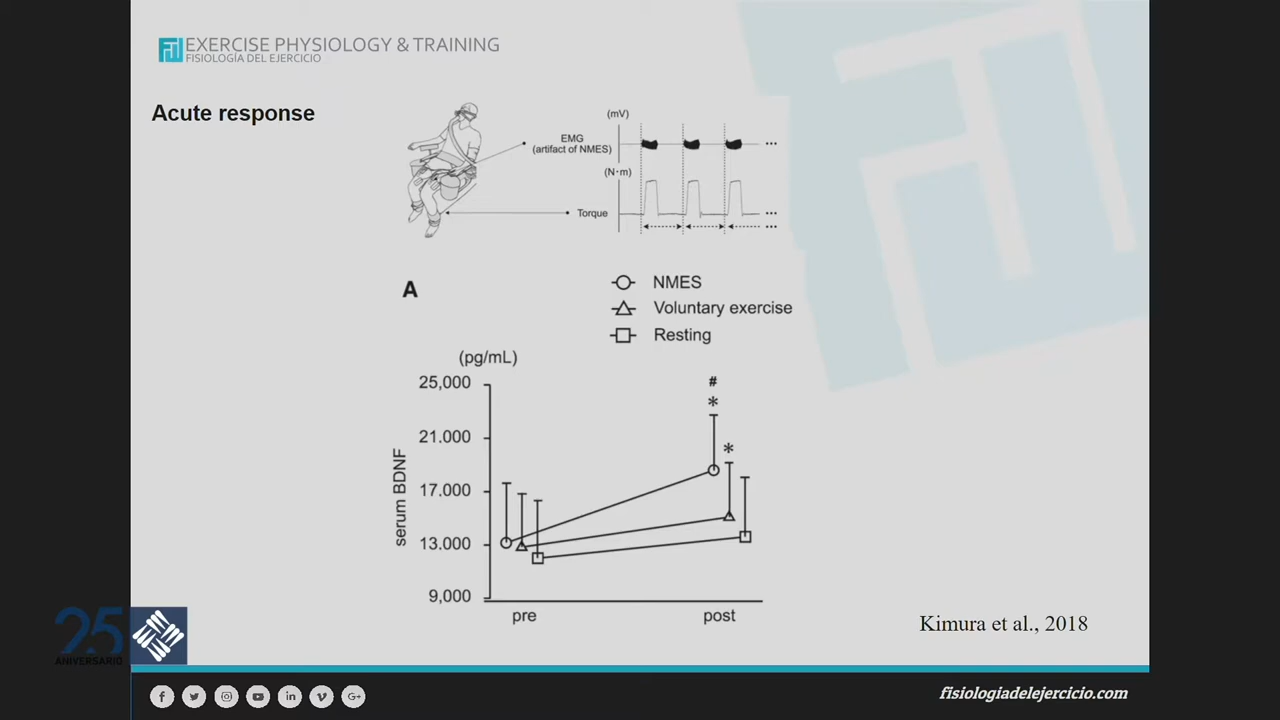 EXERCISE PHYSIOLOGY & TRAINING
FISIOLOGÍA DEL EJERCICIO
Acute response
(mV)
EMG
(artifact of NMES)
...
(N·m)
Torque
...
...
A
NMES
Voluntary exercise
Resting
(pg/mL)
25,000
21.000
17,000
13.000
9,000
serum BDNF
#
*
*
pre
post
Kimura et al., 2018
25
ANIVERSARIO
fisiologiadelejercicio.com